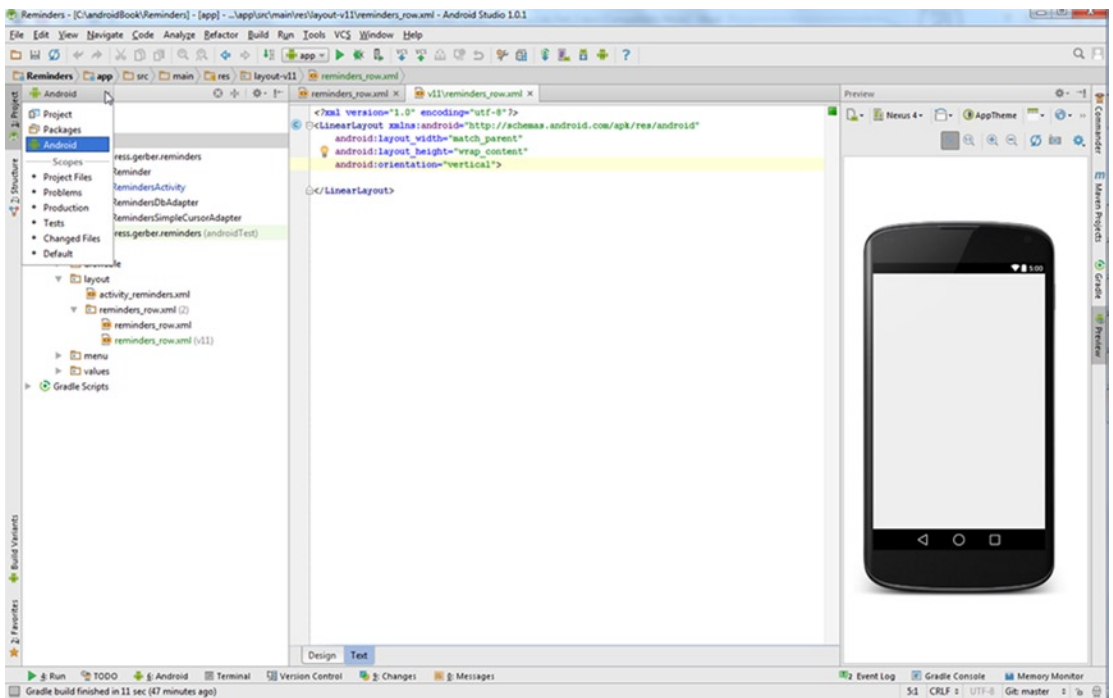 Reminders - [C:\androidBook\Reminders] - [app] - ...\app\src\main\res\layout-v11\reminders_row.xml - Android Studio 1.0.1
File Edit View Navigate Code Analyze Refactor Build Run Tools VCS Window Help
app
Reminders app src main res layout-v11 reminders_row.xml
Android
reminders_row.xml × v11\reminders_row.xml ×
Preview
Project
Packages
Android
Scopes
Project Files
Problems
Production
Tests
Changed Files
Default
ress.gerber.reminders
Reminder
RemindersActivity
RemindersDbAdapter
RemindersSimpleCursorAdapter
ress.gerber.reminders (androidTest)
layout
activity_reminders.xml
reminders_row.xml (2)
reminders_row.xml
reminders_row.xml (v11)
menu
values
Gradle Scripts
<?xml version="1.0" encoding="utf-8"?>
<LinearLayout xmlns:android="http://schemas.android.com/apk/res/android"
android:layout_width="match_parent"
android:layout_height="wrap_content"
android:orientation="vertical">
</LinearLayout>
Nexus 4 AppTheme
5:00
1: Project
2: Structure
Build Variants
2: Favorites
Commander
Maven Projects
Gradle
Preview
Design Text
4: Run TODO 6: Android Terminal Version Control 9: Changes 0: Messages
2 Event Log Gradle Console Memory Monitor
Gradle build finished in 11 sec (47 minutes ago)
5:1 CRLF UTF-8 Git: master